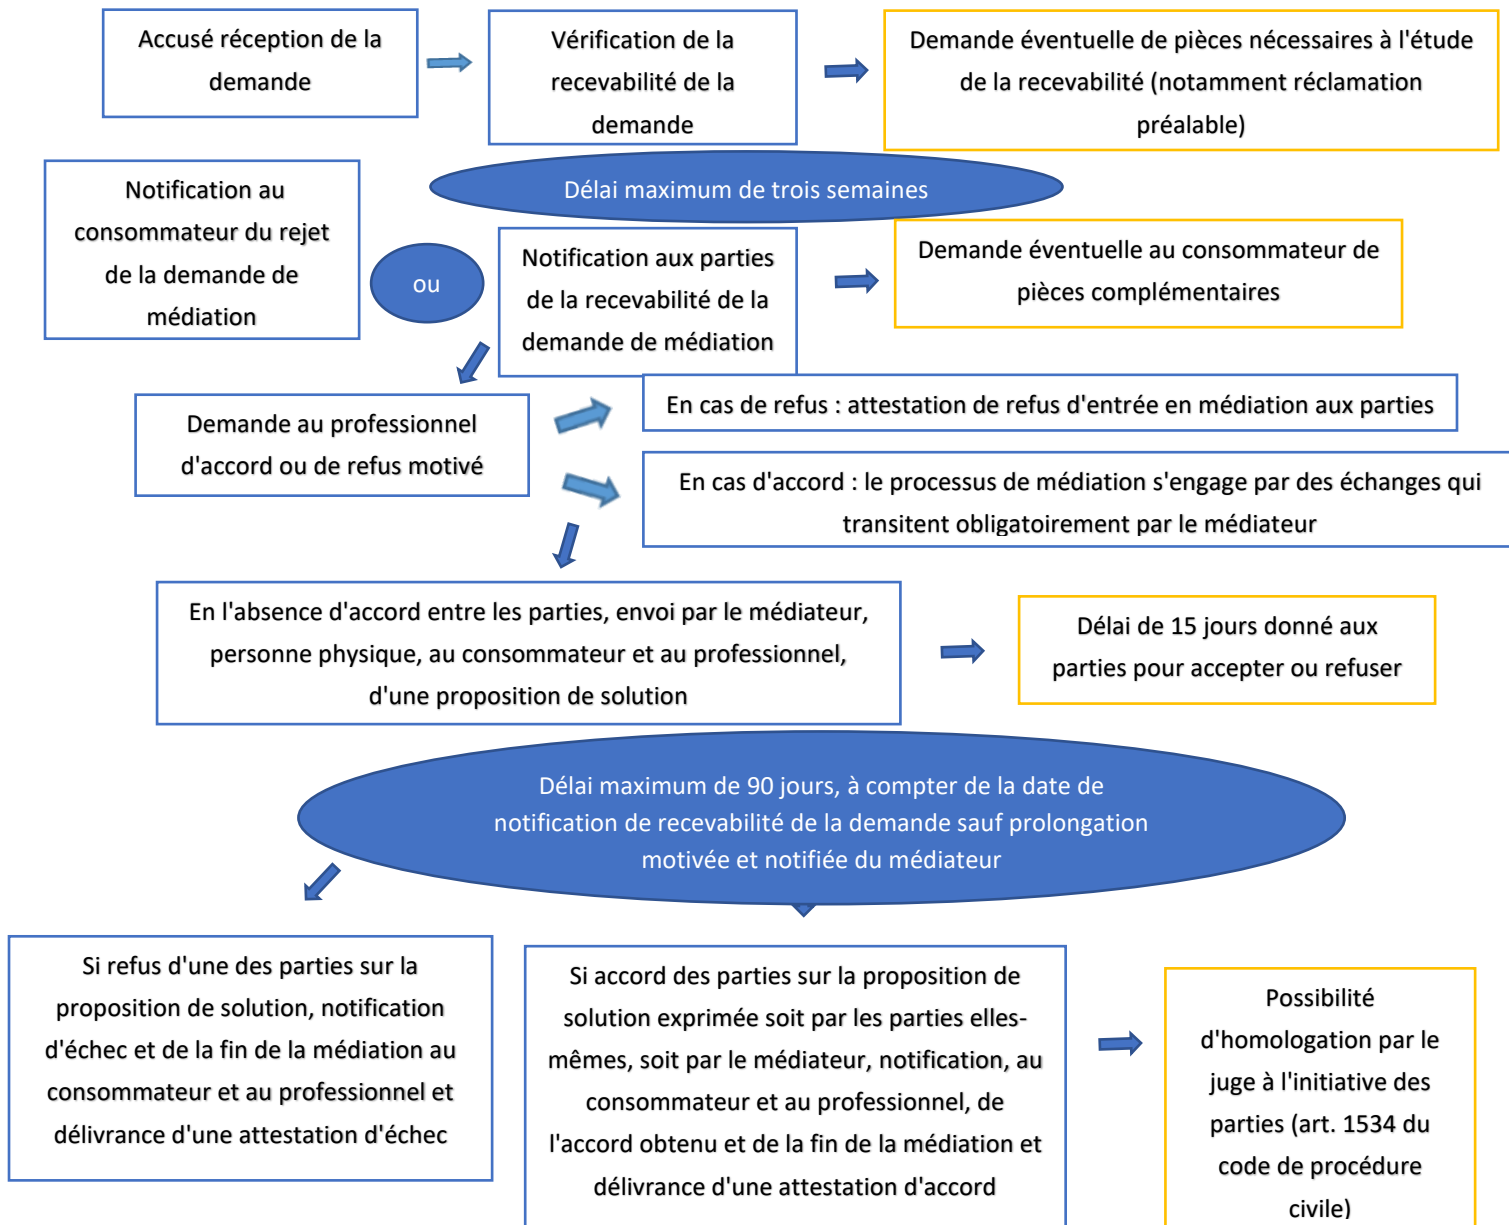 Accusé réception de la
demande
Vérification de la
recevabilité de la
demande
Demande éventuelle de pièces nécessaires à l'étude
de la recevabilité (notamment réclamation
préalable)
Délai maximum de trois semaines
Notification au
consommateur du rejet
de la demande de
médiation
ou
Notification aux parties
de la recevabilité de la
demande de médiation
Demande éventuelle au consommateur de
pièces complémentaires
Demande au professionnel
d'accord ou de refus motivé
En cas de refus : attestation de refus d'entrée en médiation aux parties
En cas d'accord : le processus de médiation s'engage par des échanges qui
transitent obligatoirement par le médiateur
En l'absence d'accord entre les parties, envoi par le médiateur,
personne physique, au consommateur et au professionnel,
d'une proposition de solution
Délai de 15 jours donné aux
parties pour accepter ou refuser
Délai maximum de 90 jours, à compter de la date de
notification de recevabilité de la demande sauf prolongation
motivée et notifiée du médiateur
Si refus d'une des parties sur la
proposition de solution, notification
d'échec et de la fin de la médiation au
consommateur et au professionnel et
délivrance d'une attestation d'échec
Si accord des parties sur la proposition de
solution exprimée soit par les parties elles-
mêmes, soit par le médiateur, notification, au
consommateur et au professionnel, de
l'accord obtenu et de la fin de la médiation et
délivrance d'une attestation d'accord
Possibilité
d'homologation par le
juge à l'initiative des
parties (art. 1534 du
code de procédure
civile)